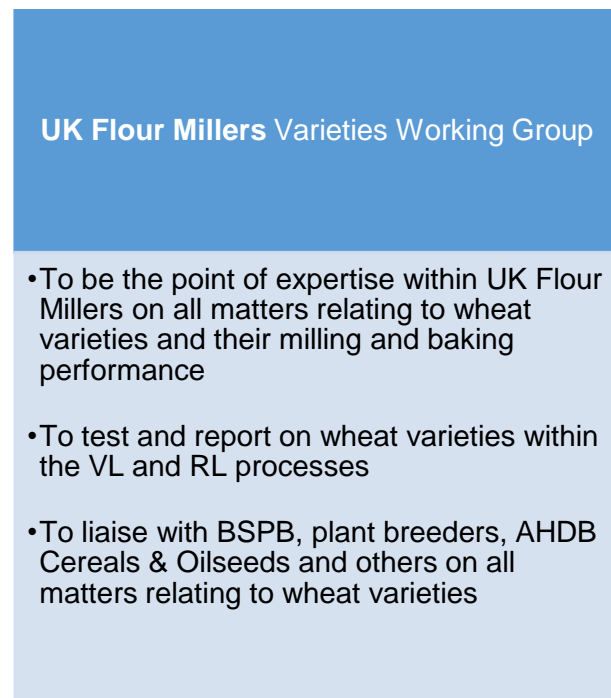 UK Flour Millers Varieties Working Group
•To be the point of expertise within UK Flour
Millers on all matters relating to wheat
varieties and their milling and baking
performance
•To test and report on wheat varieties within
the VL and RL processes
•To liaise with BSPB, plant breeders, AHDB
Cereals & Oilseeds and others on all
matters relating to wheat varieties